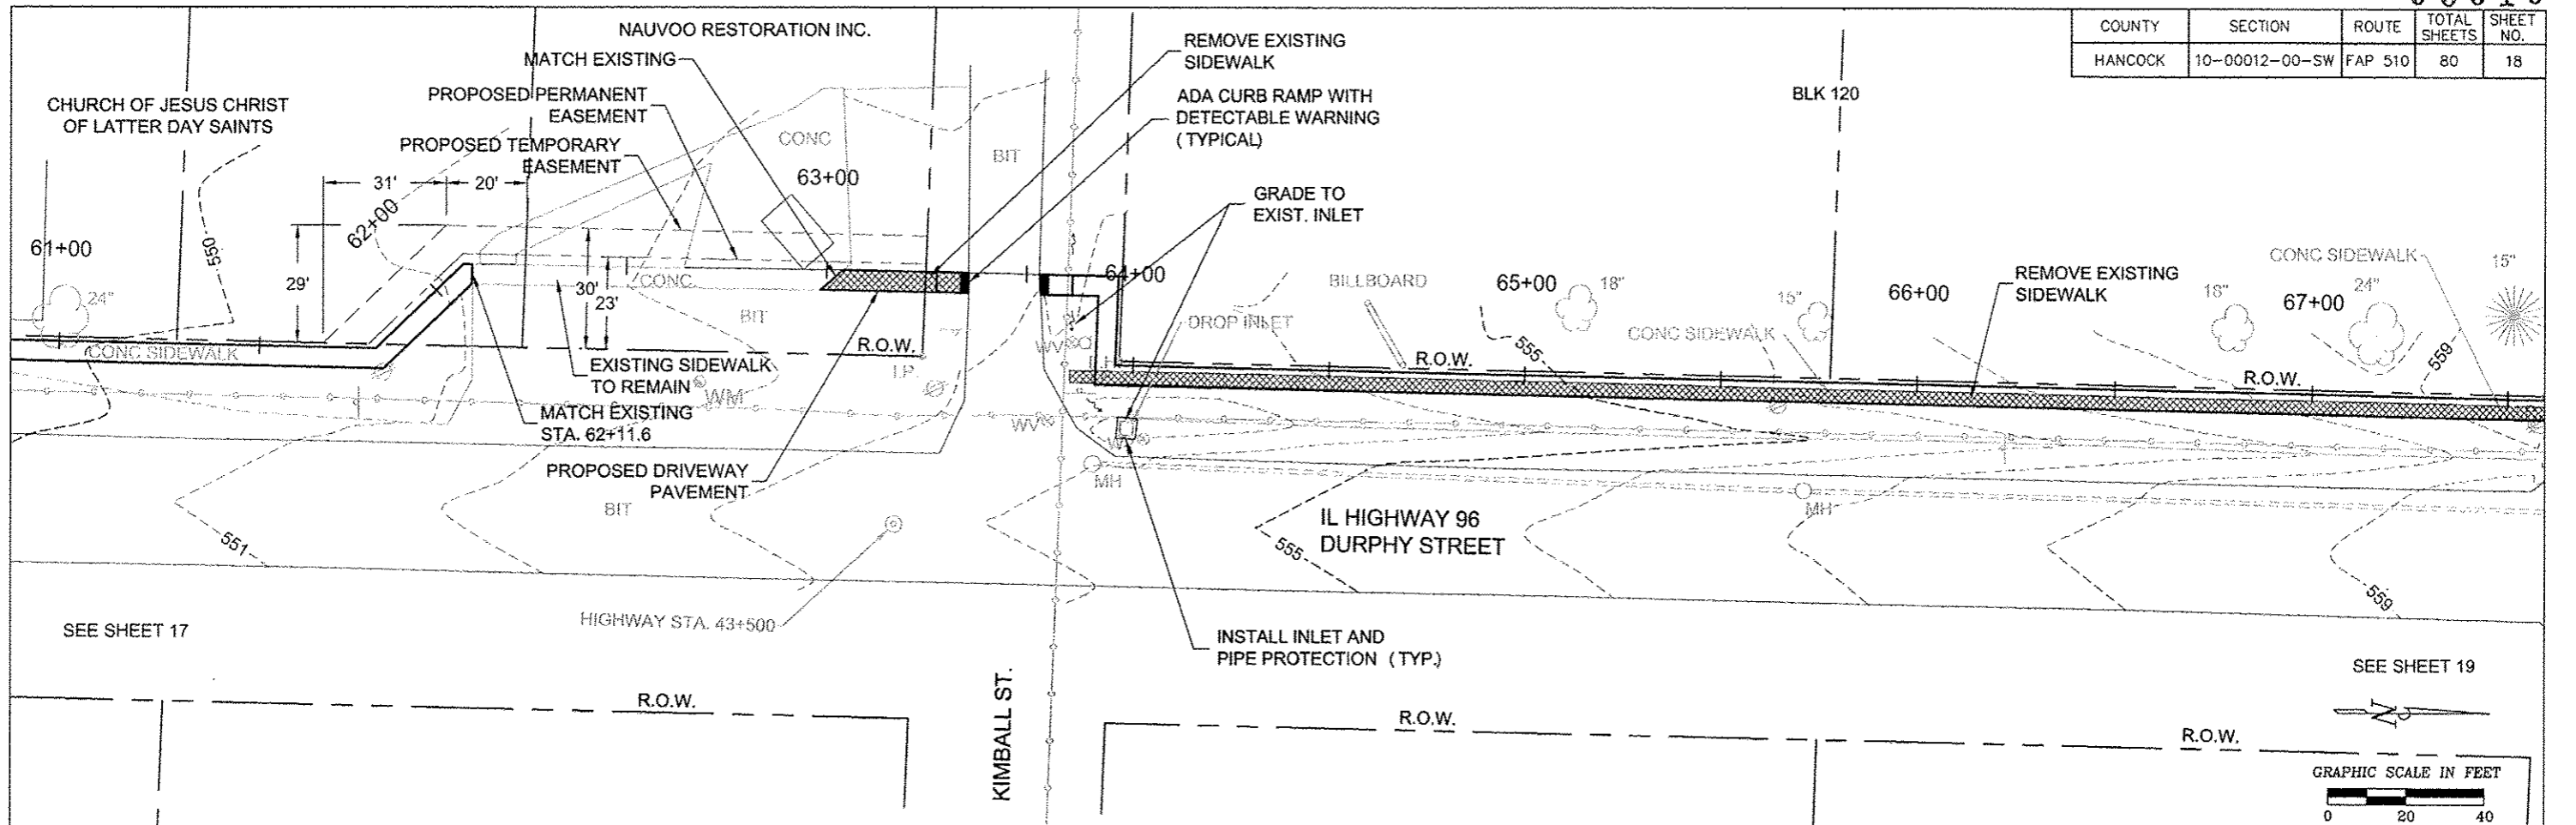 COUNTY SECTION ROUTE TOTAL SHEETS SHEET NO.
HANCOCK 10-00012-00-SW FAP 510 80 18
NAUVOO RESTORATION INC.
MATCH EXISTING
REMOVE EXISTING
SIDEWALK
CHURCH OF JESUS CHRIST
OF LATTER DAY SAINTS
PROPOSED PERMANENT
EASEMENT
PROPOSED TEMPORARY
EASEMENT
ADA CURB RAMP WITH
DETECTABLE WARNING
(TYPICAL)
BLK 120
CONC
BIT
63+00
31'
20'
GRADE TO
EXIST. INLET
61+00
550
62+00
29'
24"
30'
23'
CONC
BIT
64+00
BILLBOARD
65+00
18"
15"
66+00
REMOVE EXISTING
SIDEWALK
CONC SIDEWALK
15"
18"
67+00
24"
DROP INLET
CONC SIDEWALK
CONC SIDEWALK
WV
R.O.W.
R.O.W.
555
R.O.W.
559
EXISTING SIDEWALK
TO REMAIN
WM
MATCH EXISTING
STA. 62+11.6
WV
PROPOSED DRIVEWAY
PAVEMENT
BIT
MH
MH
551
IL HIGHWAY 96
DURPHY STREET
555
559
HIGHWAY STA. 43+500
SEE SHEET 17
INSTALL INLET AND
PIPE PROTECTION (TYP.)
SEE SHEET 19
KIMBALL ST.
R.O.W.
R.O.W.
R.O.W.
N
GRAPHIC SCALE IN FEET
0 20 40